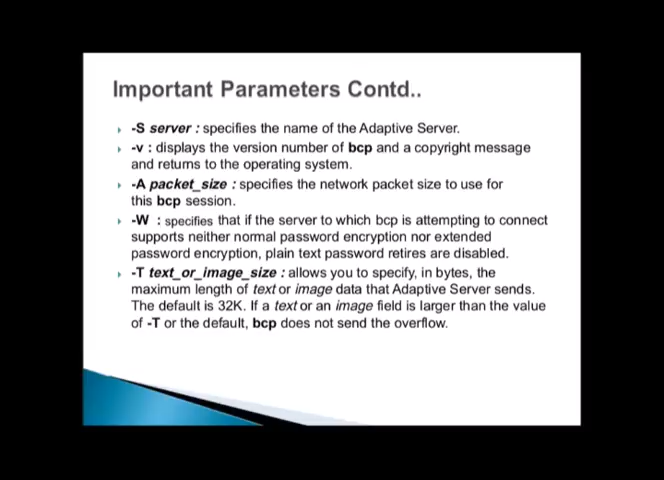 Important Parameters Contd..
-S server : specifies the name of the Adaptive Server.
-v : displays the version number of bcp and a copyright message
and returns to the operating system.
-A packet_size : specifies the network packet size to use for
this bcp session.
-W : specifies that if the server to which bcp is attempting to connect
supports neither normal password encryption nor extended
password encryption, plain text password retires are disabled.
-T text_or_image_size : allows you to specify, in bytes, the
maximum length of text or image data that Adaptive Server sends.
The default is 32K. If a text or an image field is larger than the value
of -T or the default, bcp does not send the overflow.